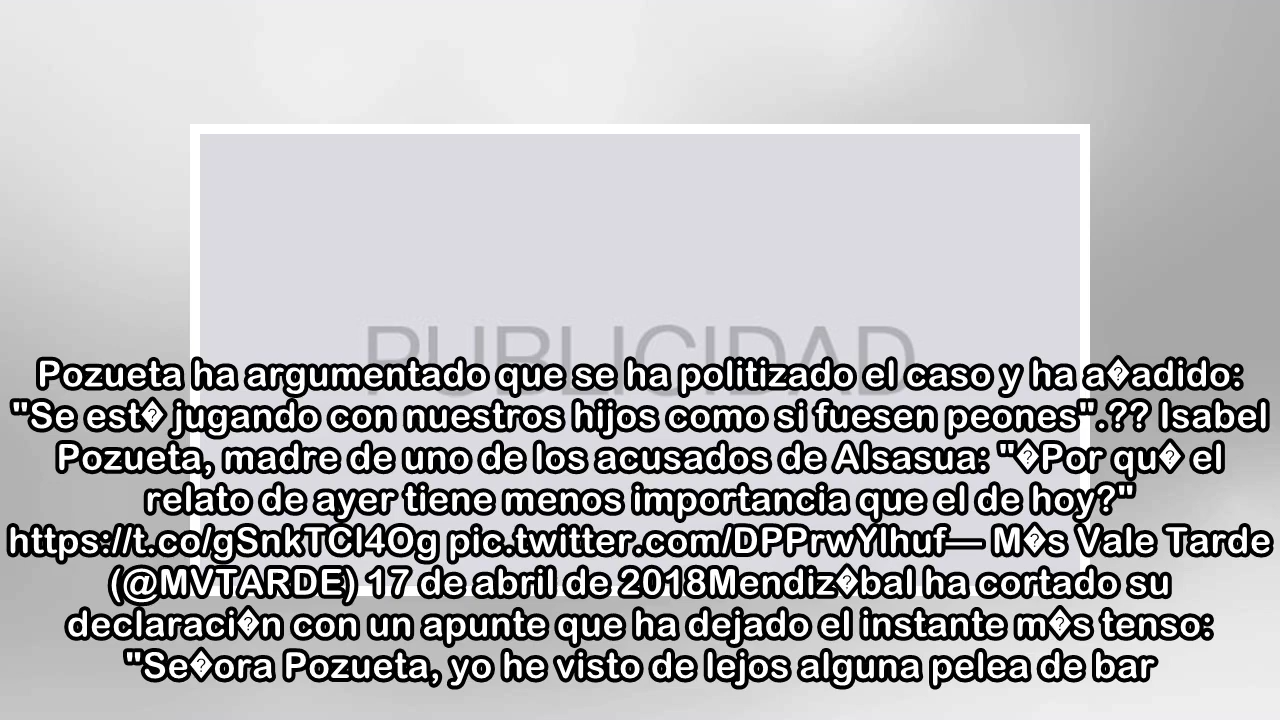 PUBLICIDAD
Pozueta ha argumentado que se ha politizado el caso y ha a�adido:
"Se est� jugando con nuestros hijos como si fuesen peones".?? Isabel
Pozueta, madre de uno de los acusados de Alsasua: "�Por qu� el
relato de ayer tiene menos importancia que el de hoy?"
https://t.co/gSnkTCl4Og pic.twitter.com/DPPrwYlhuf— M�s Vale Tarde
(@MVTARDE) 17 de abril de 2018Mendiz�bal ha cortado su
declaraci�n con un apunte que ha dejado el instante m�s tenso:
"Se�ora Pozueta, yo he visto de lejos alguna pelea de bar